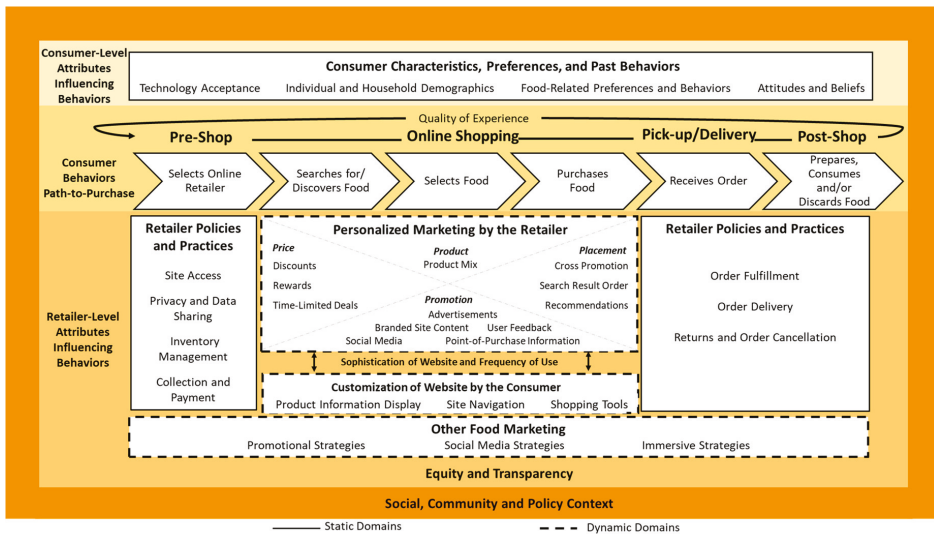 Consumer-Level
Attributes
Influencing
Behaviors
Consumer Characteristics, Preferences, and Past Behaviors
Technology Acceptance Individual and Household Demographics Food-Related Preferences and Behaviors Attitudes and Beliefs
Quality of Experience
Pre-Shop Online Shopping Pick-up/Delivery Post-Shop
Consumer
Behaviors
Path-to-Purchase
Selects Online
Retailer
Searches for/
Discovers Food
Selects Food
Purchases
Food
Receives Order
Prepares,
Consumes
and/or
Discards Food
Retailer-Level
Attributes
Influencing
Behaviors
Retailer Policies
and Practices
Site Access
Privacy and Data
Sharing
Inventory
Management
Collection and
Payment
Personalized Marketing by the Retailer
Price
Discounts
Rewards
Time-Limited Deals
Product
Product Mix
Placement
Cross Promotion
Search Result Order
Recommendations
Promotion
Advertisements
Branded Site Content User Feedback
Social Media Point-of-Purchase Information
Sophistication of Website and Frequency of Use
Customization of Website by the Consumer
Product Information Display Site Navigation Shopping Tools
Retailer Policies and Practices
Order Fulfillment
Order Delivery
Returns and Order Cancellation
Other Food Marketing
Promotional Strategies Social Media Strategies Immersive Strategies
Equity and Transparency
Social, Community and Policy Context
Static Domains Dynamic Domains